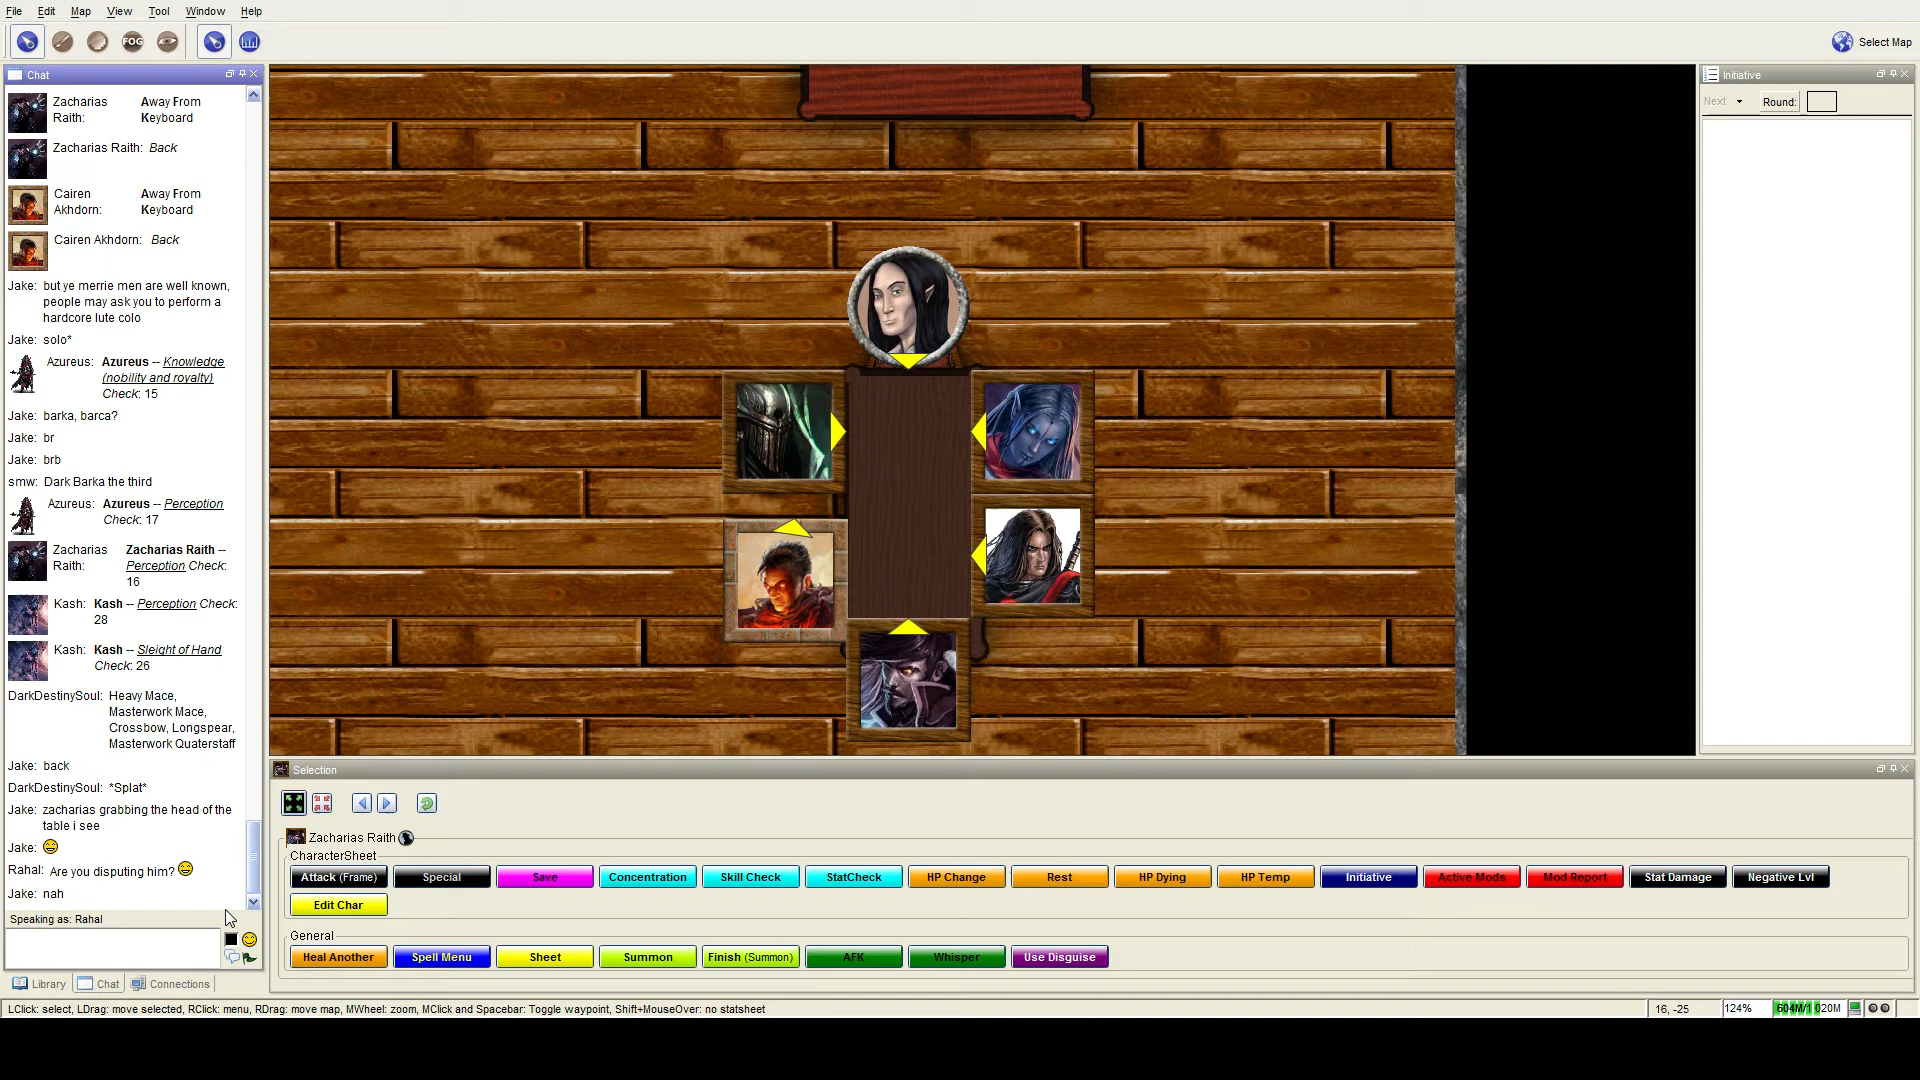 File Edit Map View Tool Window Help
FOG
Select Map
Chat
Zacharias Raith: Away From
Keyboard
Zacharias Raith: Back
Cairen Akhdorn: Away From
Keyboard
Cairen Akhdorn: Back
Jake: but ye merrie men are well known,
people may ask you to perform a
hardcore lute colo
Jake: solo*
Azureus: Azureus -- Knowledge
(nobility and royalty)
Check: 15
Jake: barka, barca?
Jake: br
Jake: brb
smw: Dark Barka the third
Azureus: Azureus -- Perception
Check: 17
Zacharias Raith: Zacharias Raith --
Perception Check:
16
Kash: Kash -- Perception Check:
28
Kash: Kash -- Sleight of Hand
Check: 26
DarkDestinySoul: Heavy Mace,
Masterwork Mace,
Crossbow, Longspear,
Masterwork Quaterstaff
Jake: back
DarkDestinySoul: *Splat*
Jake: zacharias grabbing the head of the
table i see
Jake:
Rahal: Are you disputing him?
Jake: nah
Speaking as: Rahal
Library Chat Connections
Initiative
Next Round:
Selection
Zacharias Raith
CharacterSheet
Attack (Frame) Special Save Concentration Skill Check StatCheck HP Change Rest HP Dying HP Temp Initiative Active Mods Mod Report Stat Damage Negative Lvl
Edit Char
General
Heal Another Spell Menu Sheet Summon Finish (Summon) AFK Whisper Use Disguise
LClick: select, LDrag: move selected, RClick: menu, RDrag: move map, MWheel: zoom, MClick and Spacebar: Toggle waypoint, Shift+MouseOver: no statsheet
16, -25 124% 604M/1 020M